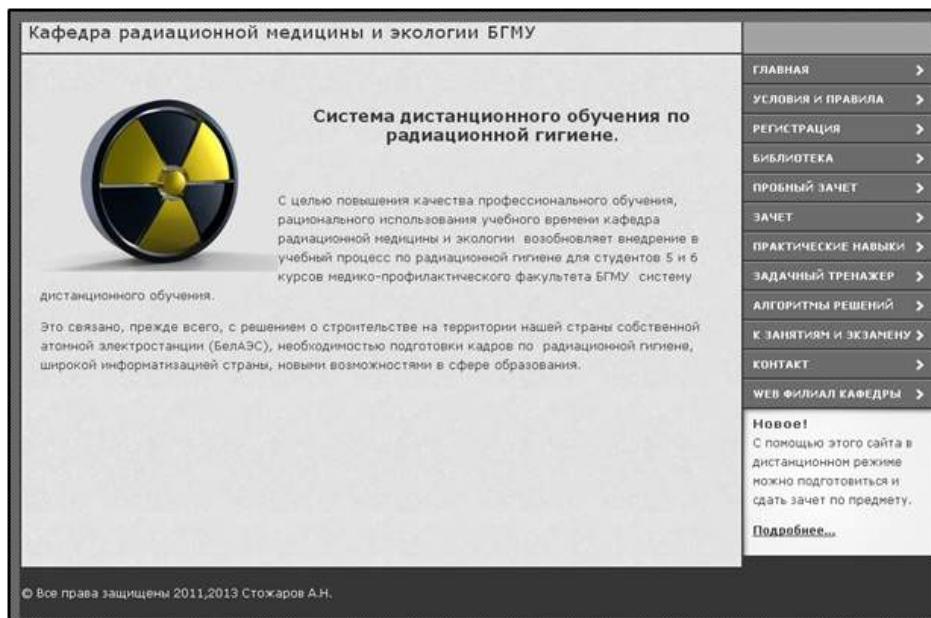 Кафедра радиационной медицины и экологии БГМУ
Система дистанционного обучения по
радиационной гигиене.
С целью повышения качества профессионального обучения,
рационального использования учебного времени кафедра
радиационной медицины и экологии возобновляет внедрение в
учебный процесс по радиационной гигиене для студентов 5 и 6
курсов медико-профилактического факультета БГМУ систему
дистанционного обучения.
Это связано, прежде всего, с решением о строительстве на территории нашей страны собственной
атомной электростанции (БелАЭС), необходимостью подготовки кадров по радиационной гигиене,
широкой информатизацией страны, новыми возможностями в сфере образования.
ГЛАВНАЯ
УСЛОВИЯ И ПРАВИЛА
РЕГИСТРАЦИЯ
БИБЛИОТЕКА
ПРОБНЫЙ ЗАЧЕТ
ЗАЧЕТ
ПРАКТИЧЕСКИЕ НАВЫКИ
ЗАДАЧНЫЙ ТРЕНАЖЕР
АЛГОРИТМЫ РЕШЕНИЙ
К ЗАНЯТИЯМ И ЭКЗАМЕНУ
КОНТАКТ
WEB ФИЛИАЛ КАФЕДРЫ
Новое!
С помощью этого сайта в
дистанционном режиме
можно подготовиться и
сдать зачет по предмету.
Подробнее...
© Все права защищены 2011,2013 Стожаров А.Н.